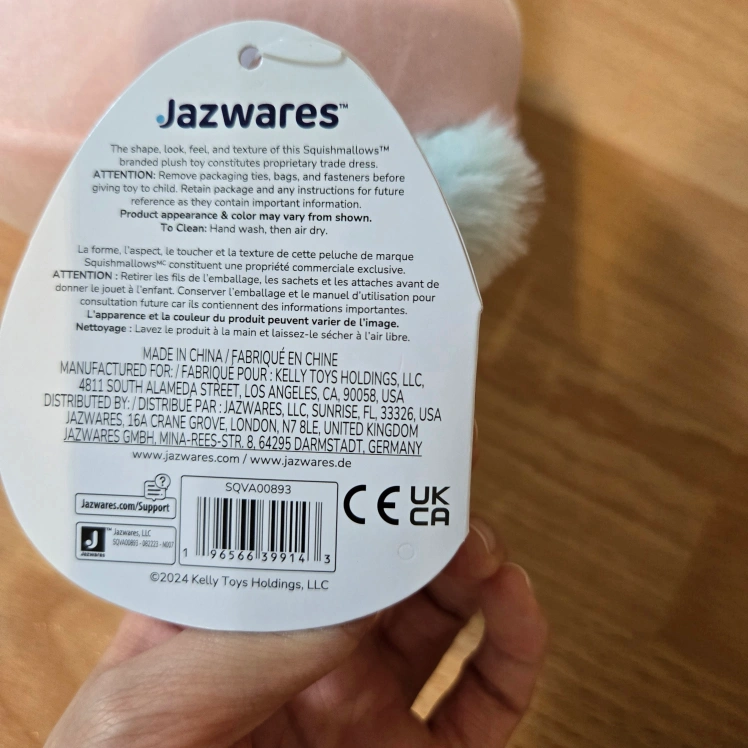 Jazwares™
The shape, look, feel, and texture of this Squishmallows™
branded plush toy constitutes proprietary trade dress.
ATTENTION: Remove packaging ties, bags, and fasteners before
giving toy to child. Retain package and any instructions for future
reference as they contain important information.
Product appearance & color may vary from shown.
To Clean: Hand wash, then air dry.
La forme, l'aspect, le toucher et la texture de cette peluche de marque
Squishmallowsᴹᶜ constituent une propriété commerciale exclusive.
ATTENTION : Retirer les fils de l'emballage, les sachets et les attaches avant de
donner le jouet à l'enfant. Conserver l'emballage et le manuel d'utilisation pour
consultation future car ils contiennent des informations importantes.
L'apparence et la couleur du produit peuvent varier de l'image.
Nettoyage : Lavez le produit à la main et laissez-le sécher à l'air libre.
MADE IN CHINA / FABRIQUÉ EN CHINE
MANUFACTURED FOR: / FABRIQUÉ POUR : KELLY TOYS HOLDINGS, LLC,
4811 SOUTH ALAMEDA STREET, LOS ANGELES, CA, 90058, USA
DISTRIBUTED BY: / DISTRIBUÉ PAR : JAZWARES, LLC, SUNRISE, FL, 33326, USA
JAZWARES, 16A CRANE GROVE, LONDON, N7 8LE, UNITED KINGDOM
JAZWARES GMBH, MINA-REES-STR. 8, 64295 DARMSTADT, GERMANY
www.jazwares.com / www.jazwares.de
?
Jazwares.com/Support
SQVA00893
1 96566 39914 3
CE UK
CA
J™ Jazwares, LLC
SQVA00893 - 082223 - N007
JAZWARES
©2024 Kelly Toys Holdings, LLC